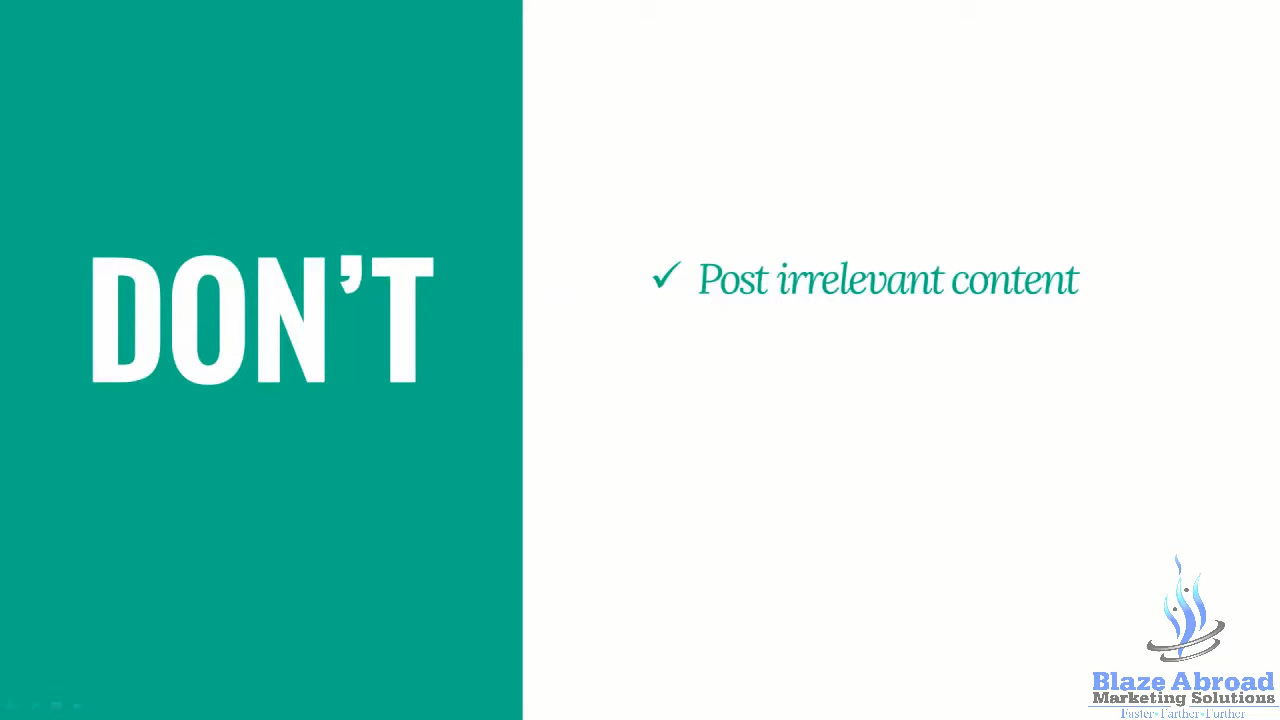 DON’T
Post irrelevant content
Blaze Abroad
Marketing Solutions
Faster-Farther-Further